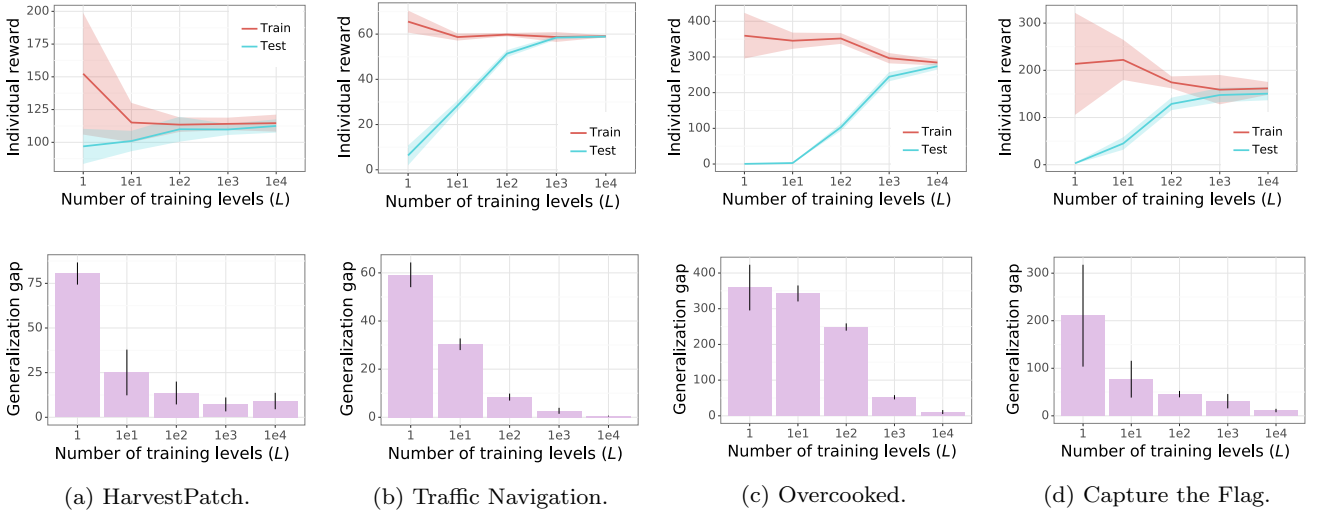 Individual reward
200
175
150
125
100
Train
Test
1
1e1
1e2
1e3
1e4
Number of training levels (L)
Individual reward
60
40
20
0
Train
Test
1
1e1
1e2
1e3
1e4
Number of training levels (L)
Individual reward
400
300
200
100
0
Train
Test
1
1e1
1e2
1e3
1e4
Number of training levels (L)
Individual reward
300
200
100
0
Train
Test
1
1e1
1e2
1e3
1e4
Number of training levels (L)
Generalization gap
75
50
25
0
1
1e1
1e2
1e3
1e4
Number of training levels (L)
Generalization gap
60
40
20
0
1
1e1
1e2
1e3
1e4
Number of training levels (L)
Generalization gap
400
300
200
100
0
1
1e1
1e2
1e3
1e4
Number of training levels (L)
Generalization gap
300
200
100
0
1
1e1
1e2
1e3
1e4
Number of training levels (L)
(a) HarvestPatch.
(b) Traffic Navigation.
(c) Overcooked.
(d) Capture the Flag.